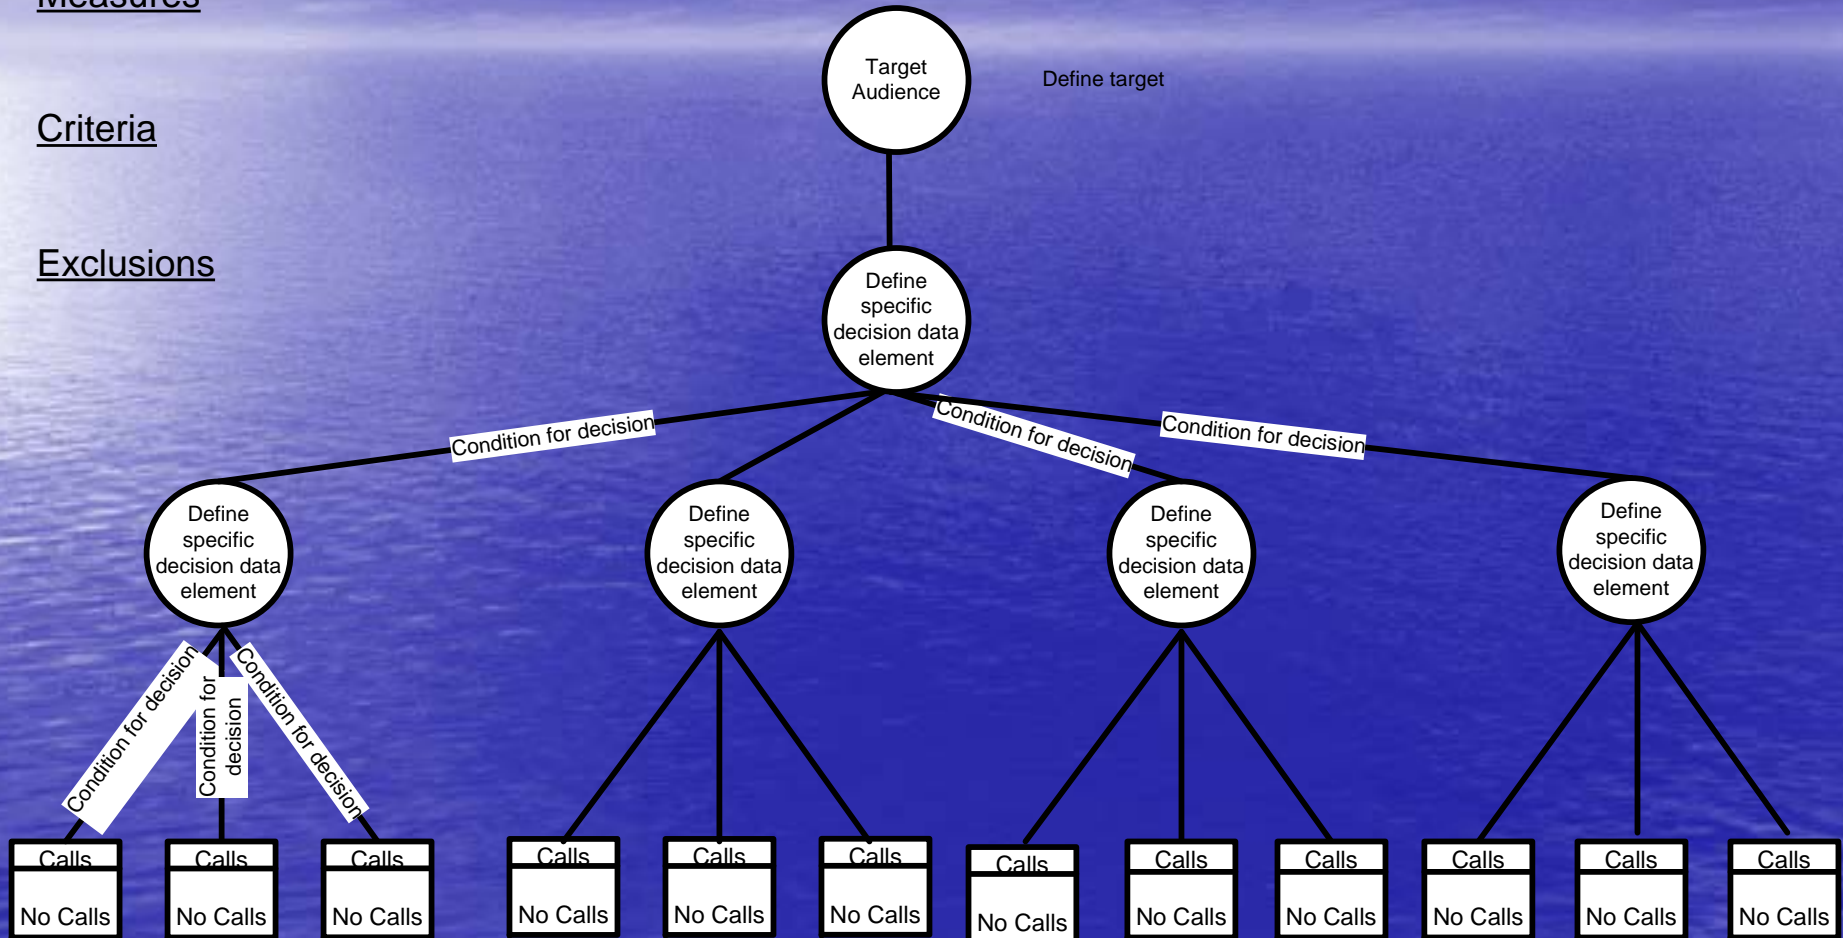 Measures
Target
Audience
Define target
Criteria
Exclusions
Define
specific
decision data
element
Condition for decision
Condition for decision
Condition for decision
Define
specific
decision data
element
Define
specific
decision data
element
Define
specific
decision data
element
Define
specific
decision data
element
Condition for decision
Condition for
decision
Condition for decision
Calls
No Calls
Calls
No Calls
Calls
No Calls
Calls
No Calls
Calls
No Calls
Calls
No Calls
Calls
No Calls
Calls
No Calls
Calls
No Calls
Calls
No Calls
Calls
No Calls
Calls
No Calls